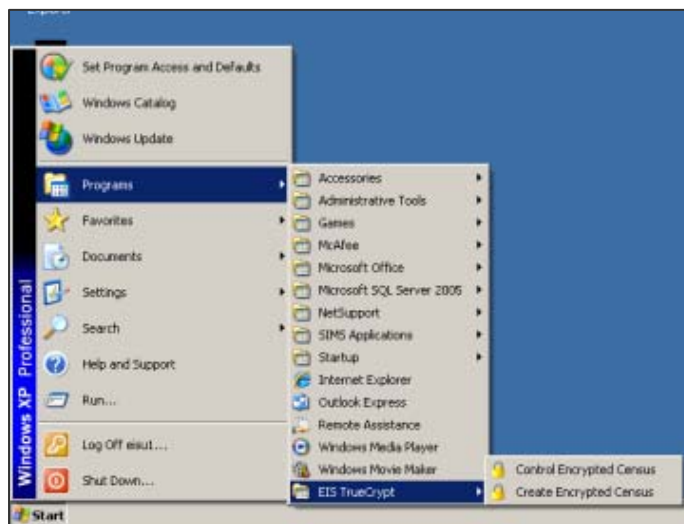 Set Program Access and Defaults
Windows Catalog
Windows Update
Programs
Favorites
Documents
Settings
Search
Help and Support
Run...
Log Off eisut...
Shut Down...
Windows XP Professional
Start
Accessories
Administrative Tools
Games
McAfee
Microsoft Office
Microsoft SQL Server 2005
NetSupport
SIMS Applications
Startup
Internet Explorer
Outlook Express
Remote Assistance
Windows Media Player
Windows Movie Maker
EIS TrueCrypt
Control Encrypted Census
Create Encrypted Census